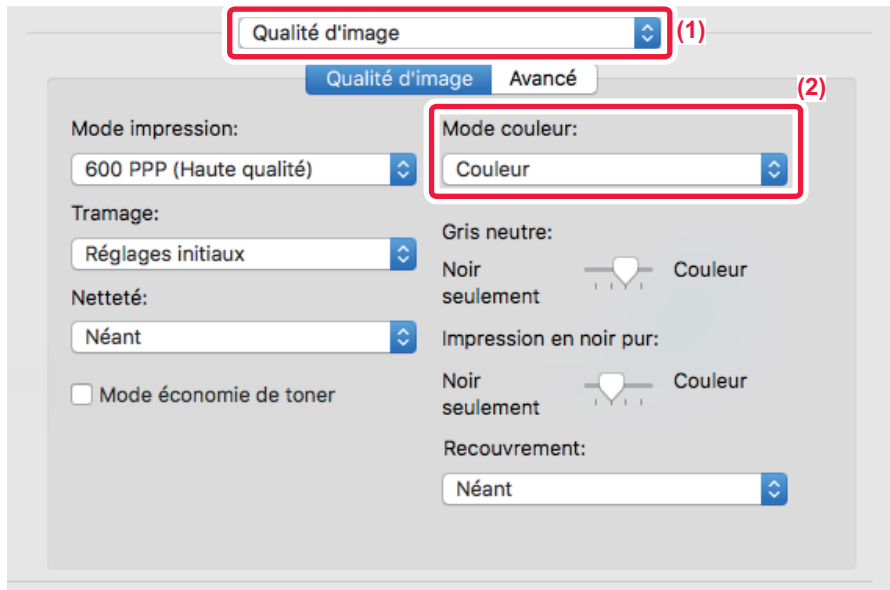 Qualité d'image
(1)
Qualité d'image Avancé
(2)
Mode impression:
600 PPP (Haute qualité)
Tramage:
Réglages initiaux
Netteté:
Néant
Mode économie de toner
Mode couleur:
Couleur
Gris neutre:
Noir
seulement
Couleur
Impression en noir pur:
Noir
seulement
Couleur
Recouvrement:
Néant